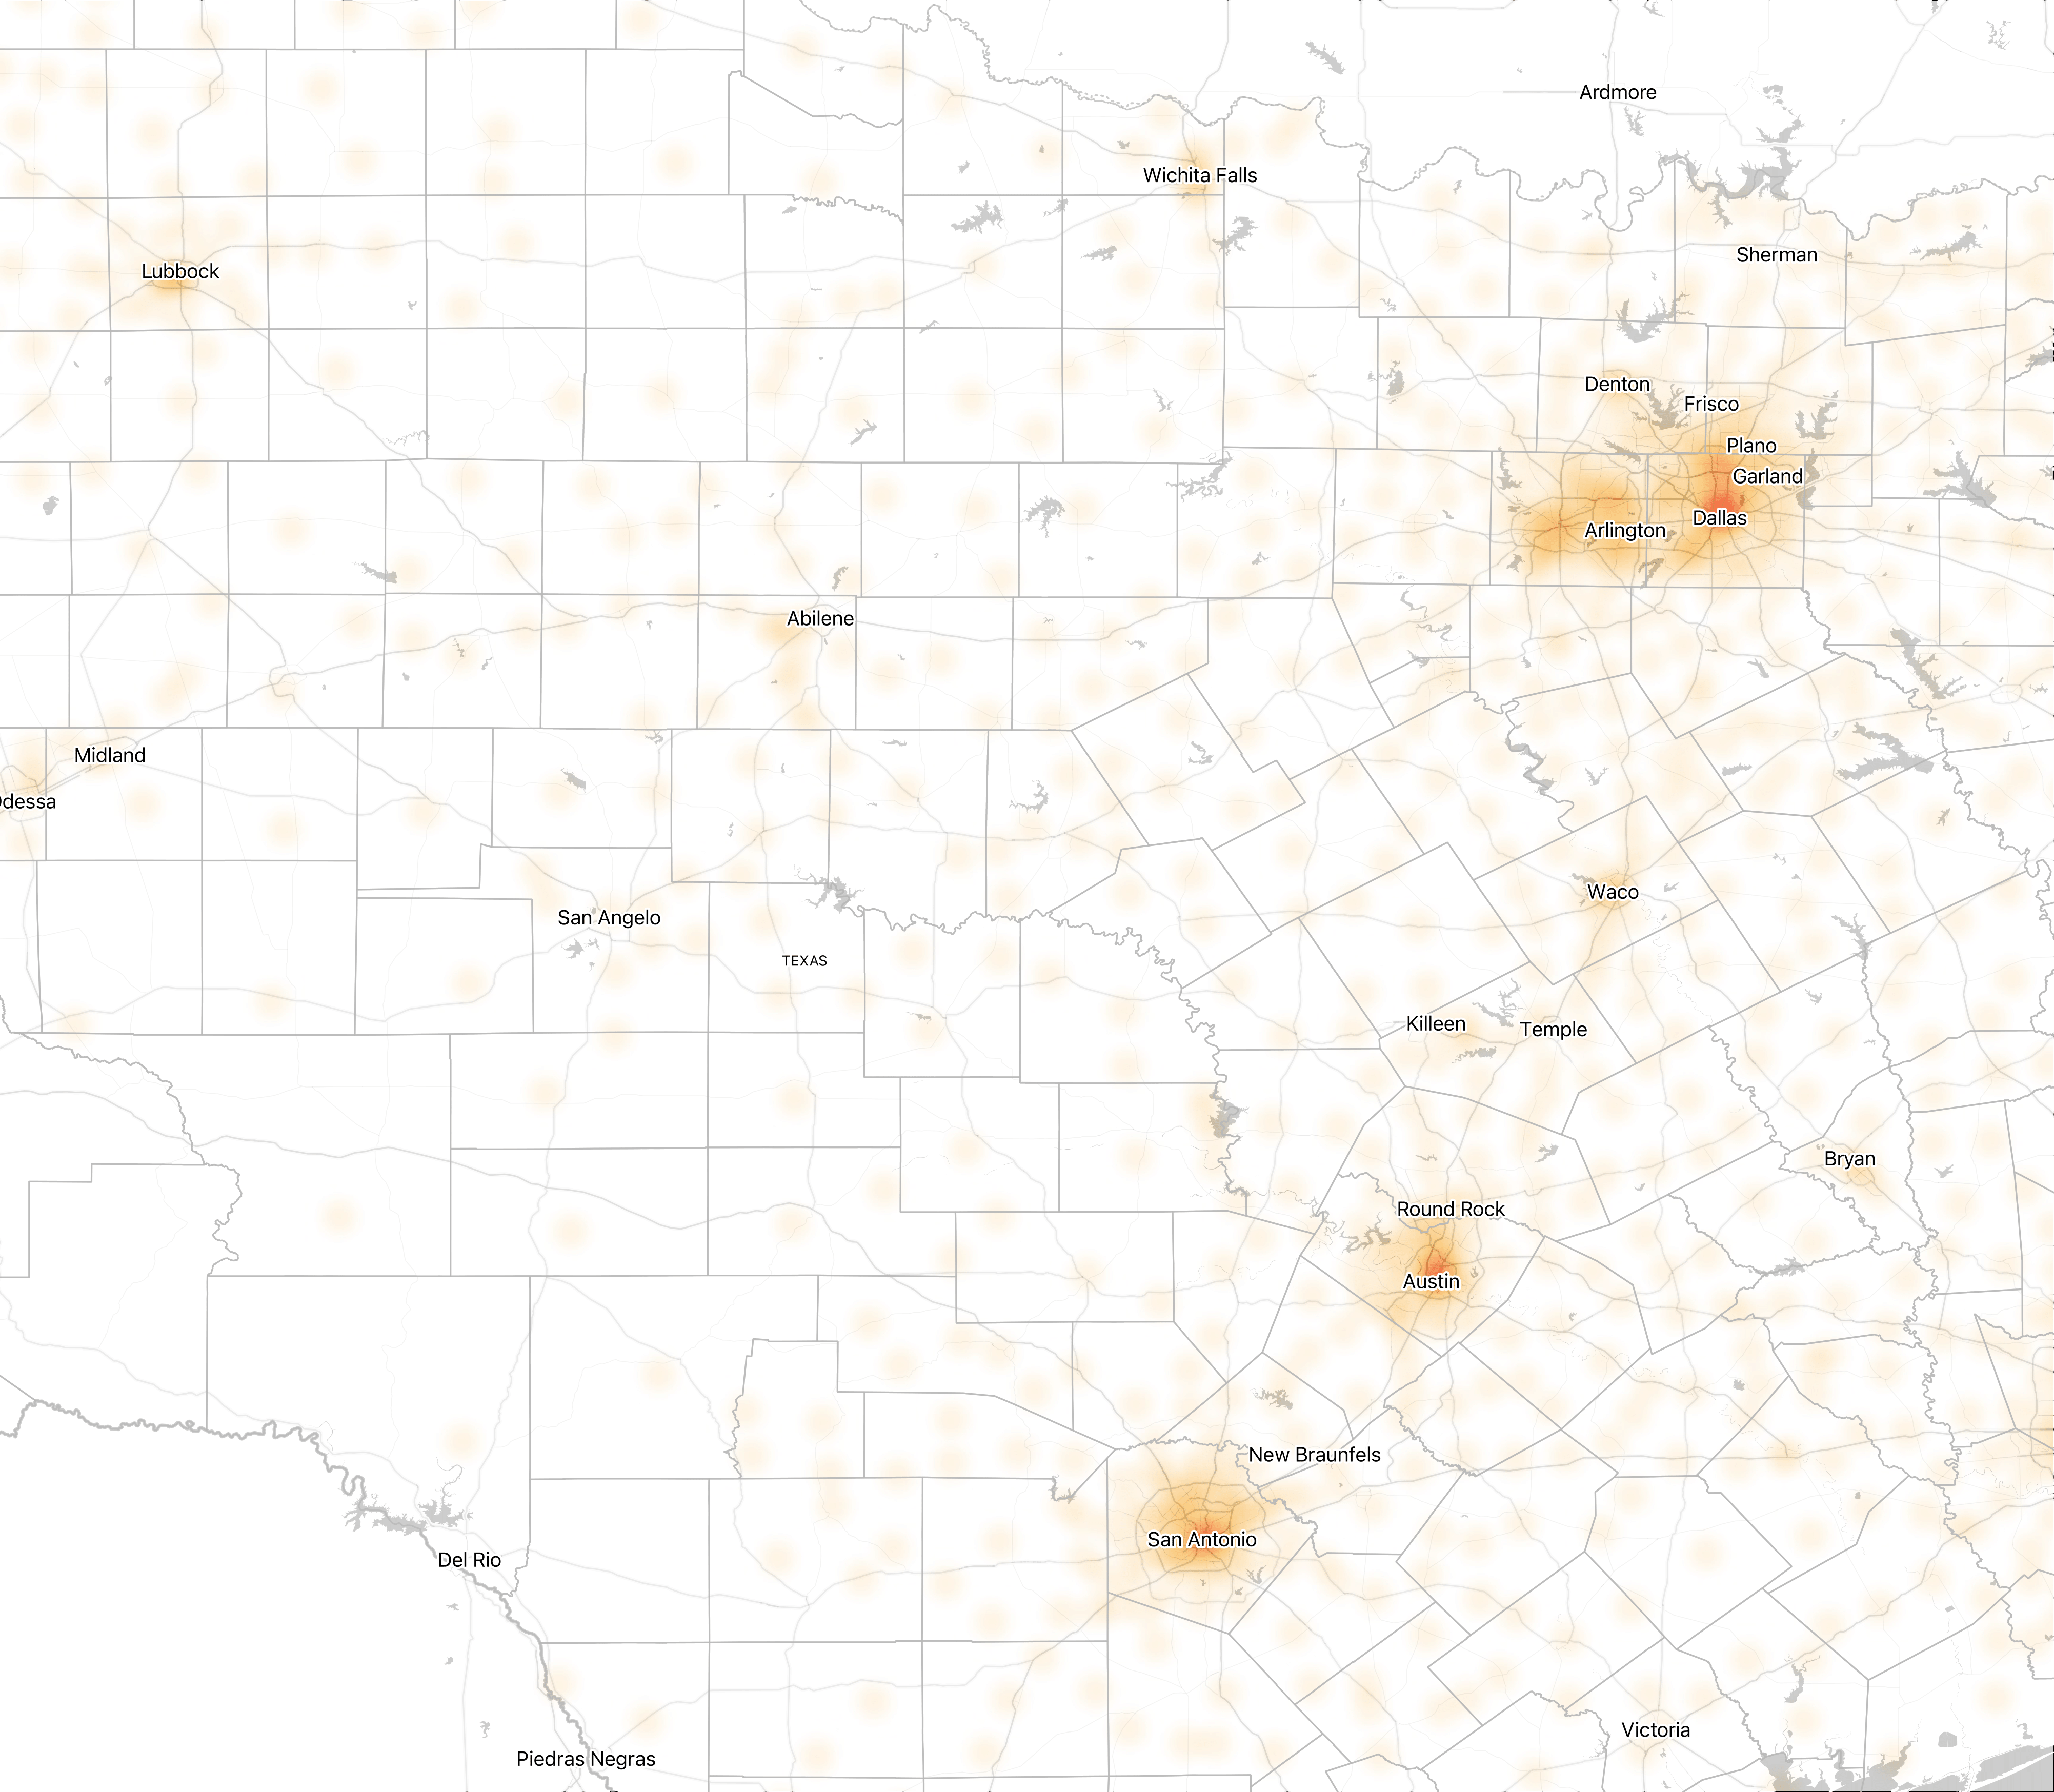 Ardmore
Wichita Falls
Sherman
Lubbock
Denton
Frisco
Plano
Garland
Dallas
Arlington
Abilene
Midland
dessa
Waco
San Angelo
TEXAS
Killeen
Temple
Bryan
Round Rock
Austin
New Braunfels
San Antonio
Del Rio
Victoria
Piedras Negras